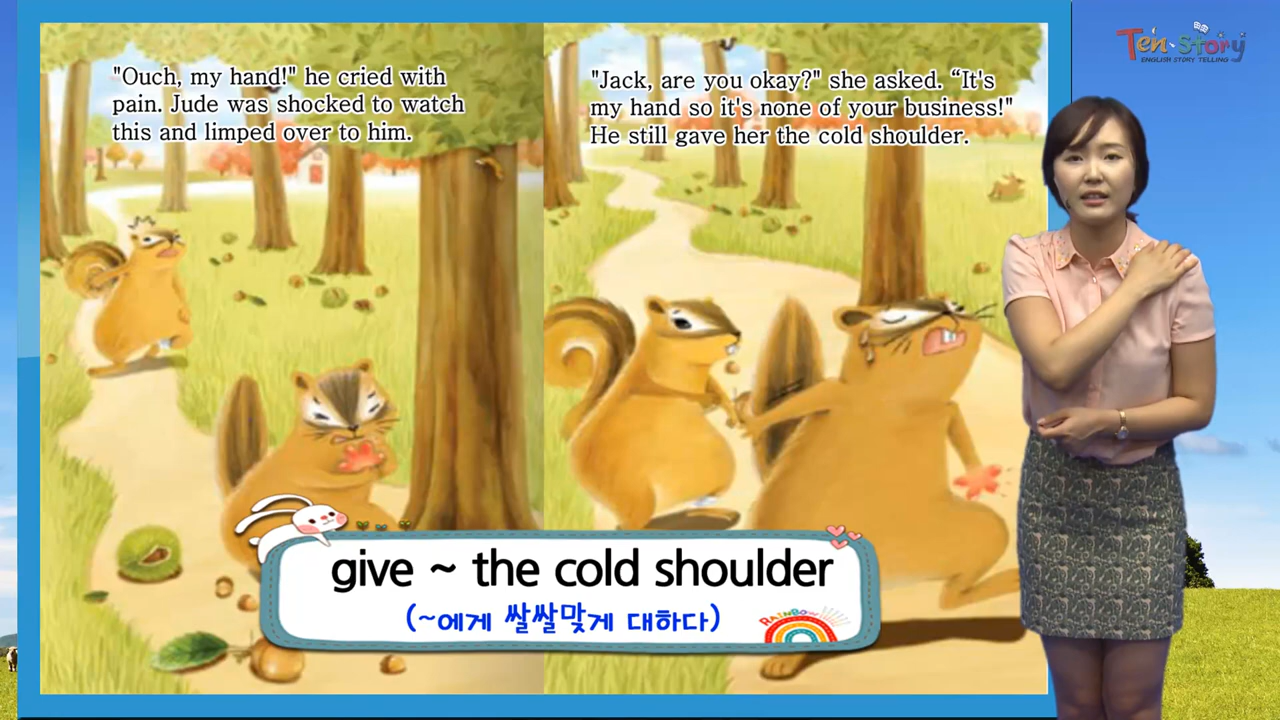 "Ouch, my hand!" he cried with
pain. Jude was shocked to watch
this and limped over to him.
"Jack, are you okay?" she asked. “It's
my hand so it's none of your business!"
He still gave her the cold shoulder.
Ten·Story
ENGLISH STORY TELLING
give ~ the cold shoulder
(~에게 쌀쌀맞게 대하다)
RAINBOW